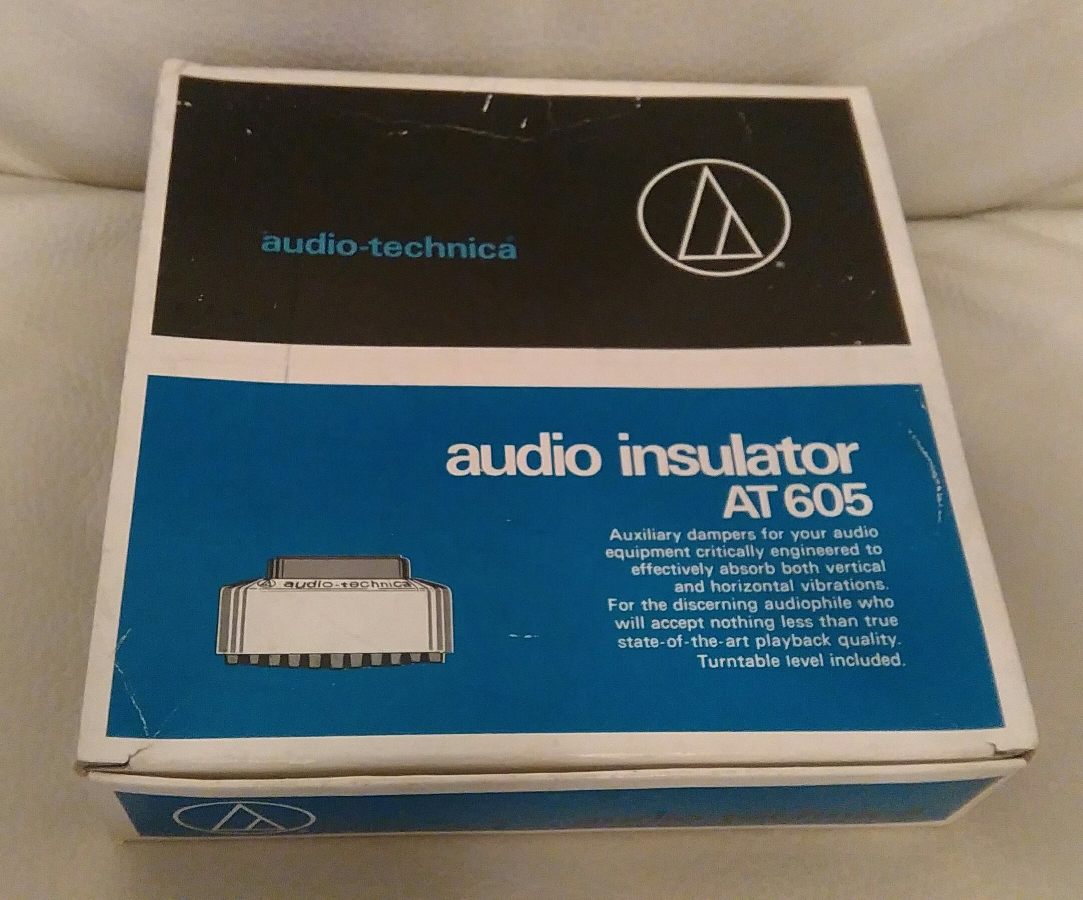 audio-technica
audio insulator
AT 605
Auxiliary dampers for your audio
equipment critically engineered to
effectively absorb both vertical
and horizontal vibrations.
For the discerning audiophile who
will accept nothing less than true
state-of-the-art playback quality.
Turntable level included.
audio-technica